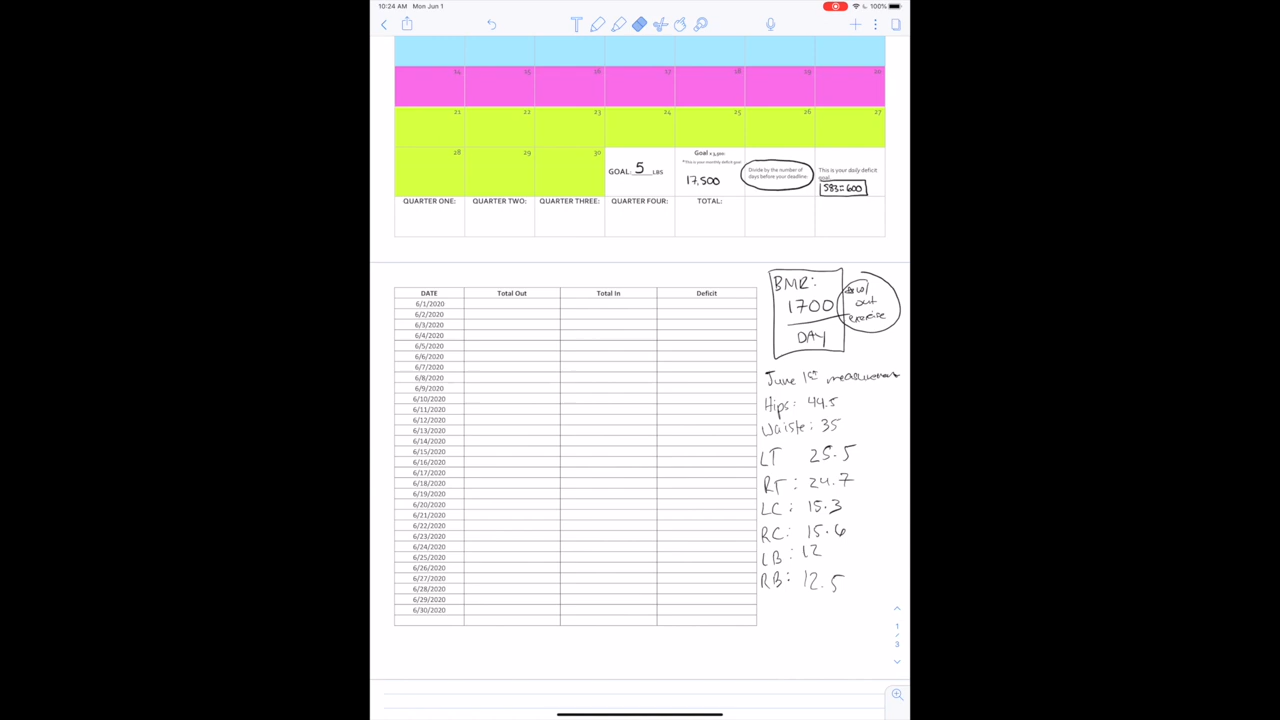 10:24 AM Mon Jun 1
100%
14 15 16 17 18 19 20
21 22 23 24 25 26 27
28 29 30
GOAL: 5 LBS
Goal x 3,500
*This is your monthly deficit goal
17,500
Divide by the number of
days before your deadline.
This is your daily deficit
goal.
583=600
QUARTER ONE: QUARTER TWO: QUARTER THREE: QUARTER FOUR: TOTAL:
DATE Total Out Total In Deficit
6/1/2020
6/2/2020
6/3/2020
6/4/2020
6/5/2020
6/6/2020
6/7/2020
6/8/2020
6/9/2020
6/10/2020
6/11/2020
6/12/2020
6/13/2020
6/14/2020
6/15/2020
6/16/2020
6/17/2020
6/18/2020
6/19/2020
6/20/2020
6/21/2020
6/22/2020
6/23/2020
6/24/2020
6/25/2020
6/26/2020
6/27/2020
6/28/2020
6/29/2020
6/30/2020
BMR:
1700
DAY
w/
out
exercise
June 1st measurement
Hips: 44.5
Waiste: 35
LT 25.5
RT: 24.7
LC: 15.3
RC: 15.6
LB: 12
RB: 12.5
1
/
3